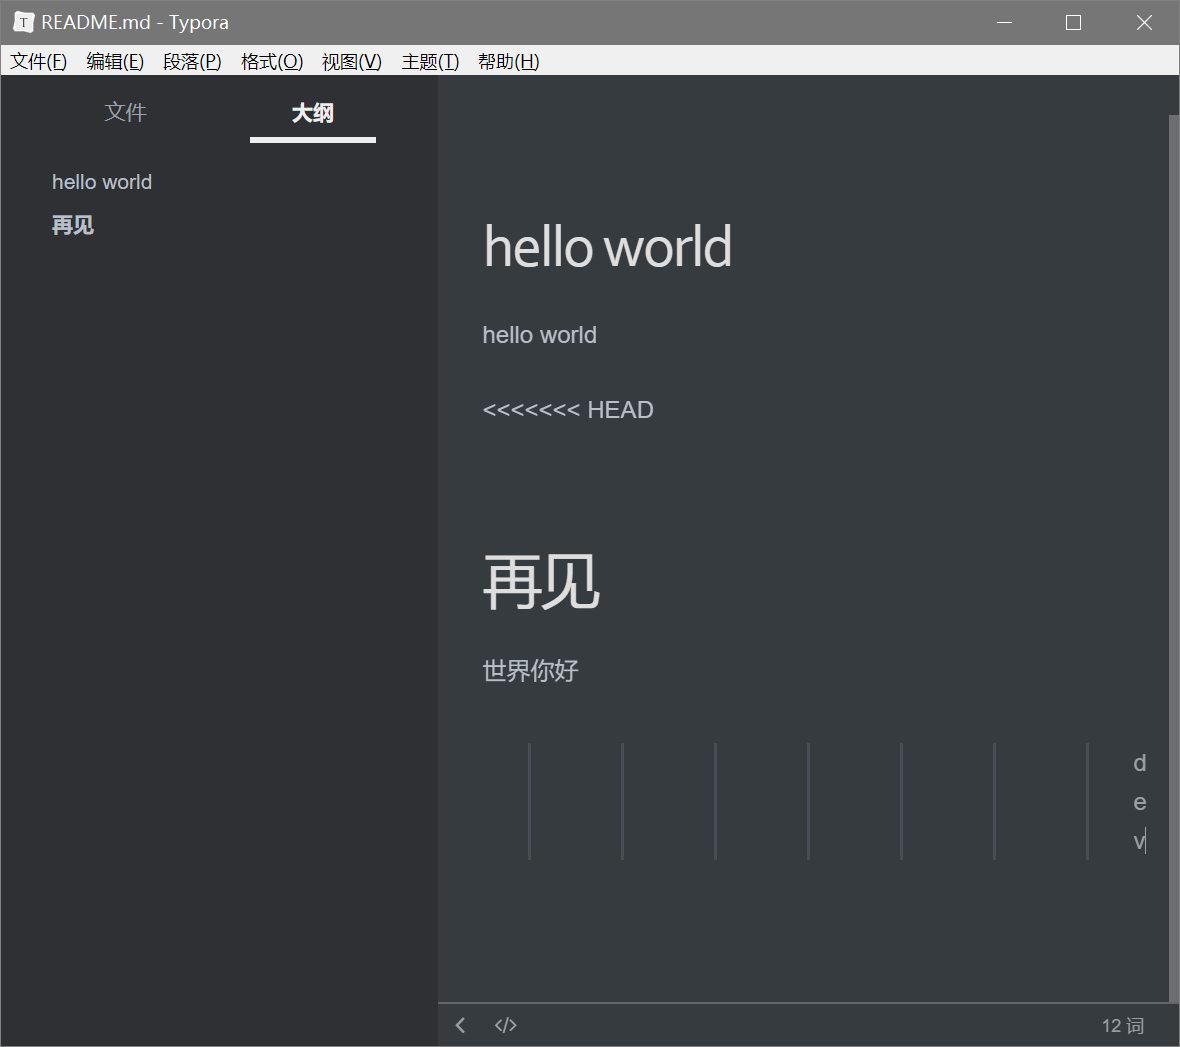 README.md - Typora
文件(F) 编辑(E) 段落(P) 格式(O) 视图(V) 主题(T) 帮助(H)
文件 大纲
hello world
再见
hello world
hello world
<<<<<<< HEAD
再见
世界你好
d
e
v
12 词